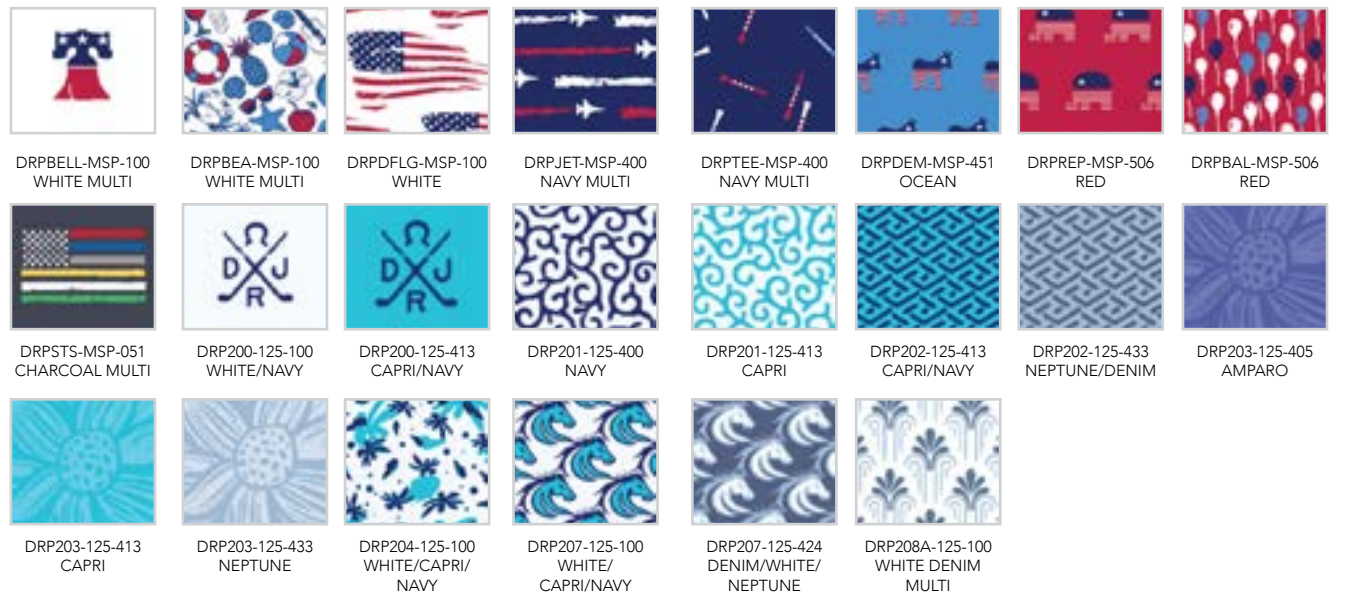 DRPBELL-MSP-100
WHITE MULTI
DRPBEA-MSP-100
WHITE MULTI
DRPDFLG-MSP-100
WHITE
DRPJET-MSP-400
NAVY MULTI
DRPTEE-MSP-400
NAVY MULTI
DRPDEM-MSP-451
OCEAN
DRPREP-MSP-506
RED
DRPBAL-MSP-506
RED
D J
R
D J
R
DRPSTS-MSP-051
CHARCOAL MULTI
DRP200-125-100
WHITE/NAVY
DRP200-125-413
CAPRI/NAVY
DRP201-125-400
NAVY
DRP201-125-413
CAPRI
DRP202-125-413
CAPRI/NAVY
DRP202-125-433
NEPTUNE/DENIM
DRP203-125-405
AMPARO
DRP203-125-413
CAPRI
DRP203-125-433
NEPTUNE
DRP204-125-100
WHITE/CAPRI/
NAVY
DRP207-125-100
WHITE/
CAPRI/NAVY
DRP207-125-424
DENIM/WHITE/
NEPTUNE
DRP208A-125-100
WHITE DENIM
MULTI